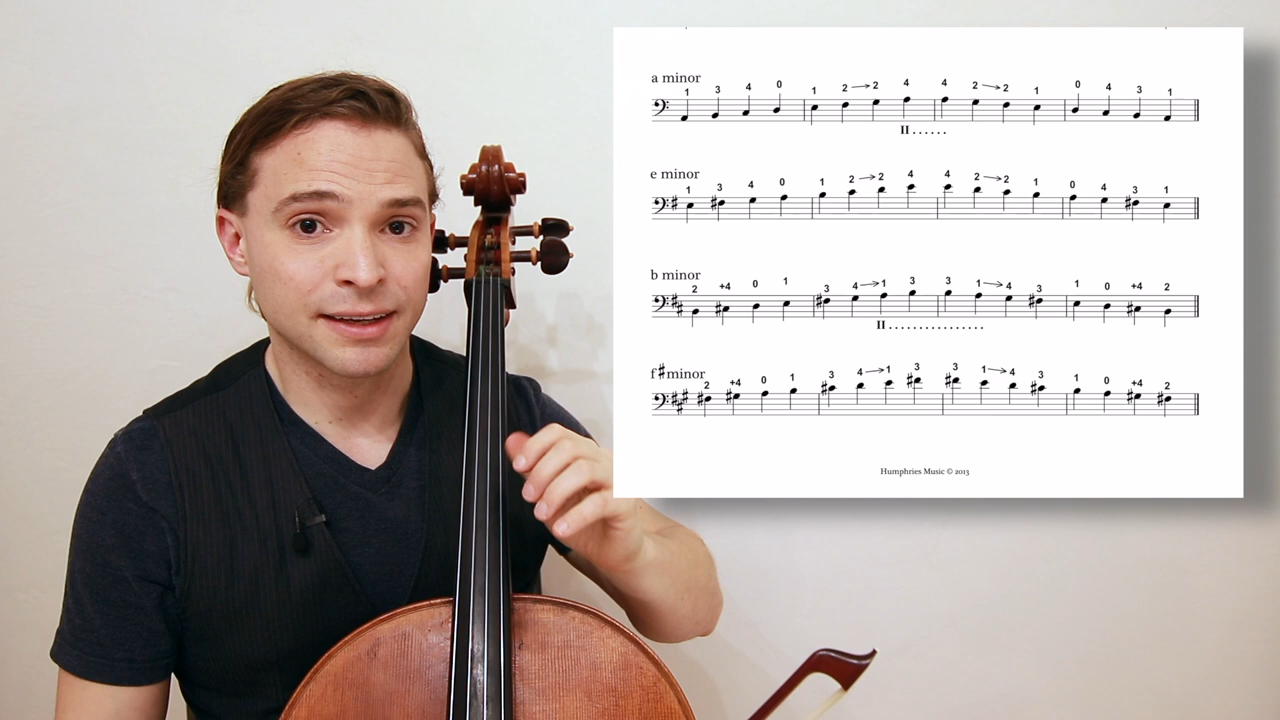 a minor
1 3 4 0 1 2 → 2 4 4 2 → 2 1 0 4 3 1
II . . . . . .
e minor
1 3 4 0 1 2 → 2 4 4 2 → 2 1 0 4 3 1
b minor
2 +4 0 1 3 4 → 1 3 3 1 → 4 3 1 0 +4 2
II . . . . . . . . . . . . . . . .
f♯minor
2 +4 0 1 3 4 → 1 3 3 1 → 4 3 1 0 +4 2
Humphries Music © 2013